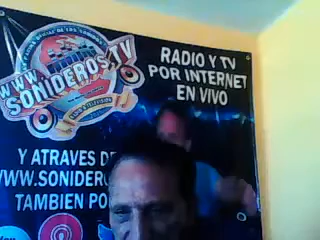 WWW.
SONIDEROS.TV
RADIO Y TV
POR INTERNET
EN VIVO
Y ATRAVES DE
WWW.SONIDERO
TAMBIEN PO